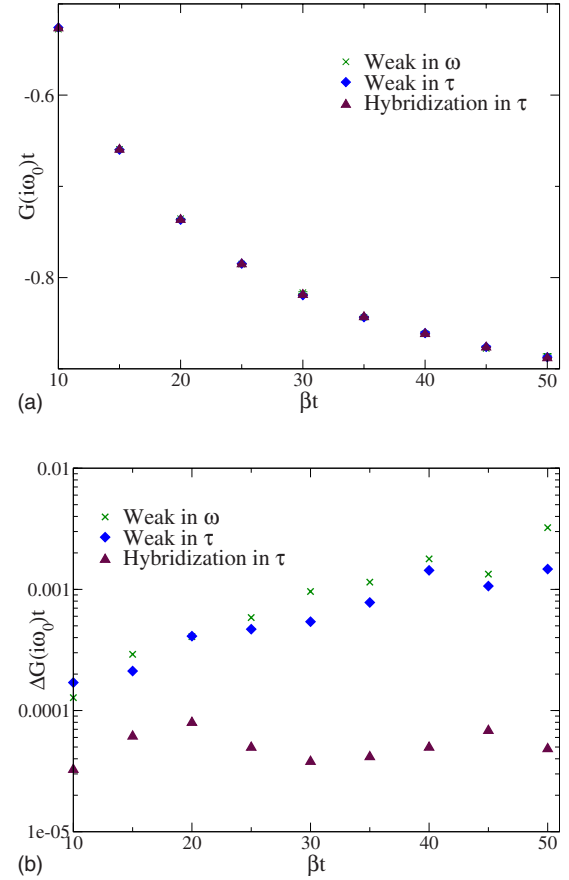 -0.6
-0.8
G(iω₀)t
× Weak in ω
◆ Weak in τ
▲ Hybridization in τ
10 20 30 40 50
(a)
βt
0.01
0.001
0.0001
1e-05
ΔG(iω₀)t
× Weak in ω
◆ Weak in τ
▲ Hybridization in τ
10 20 30 40 50
(b)
βt